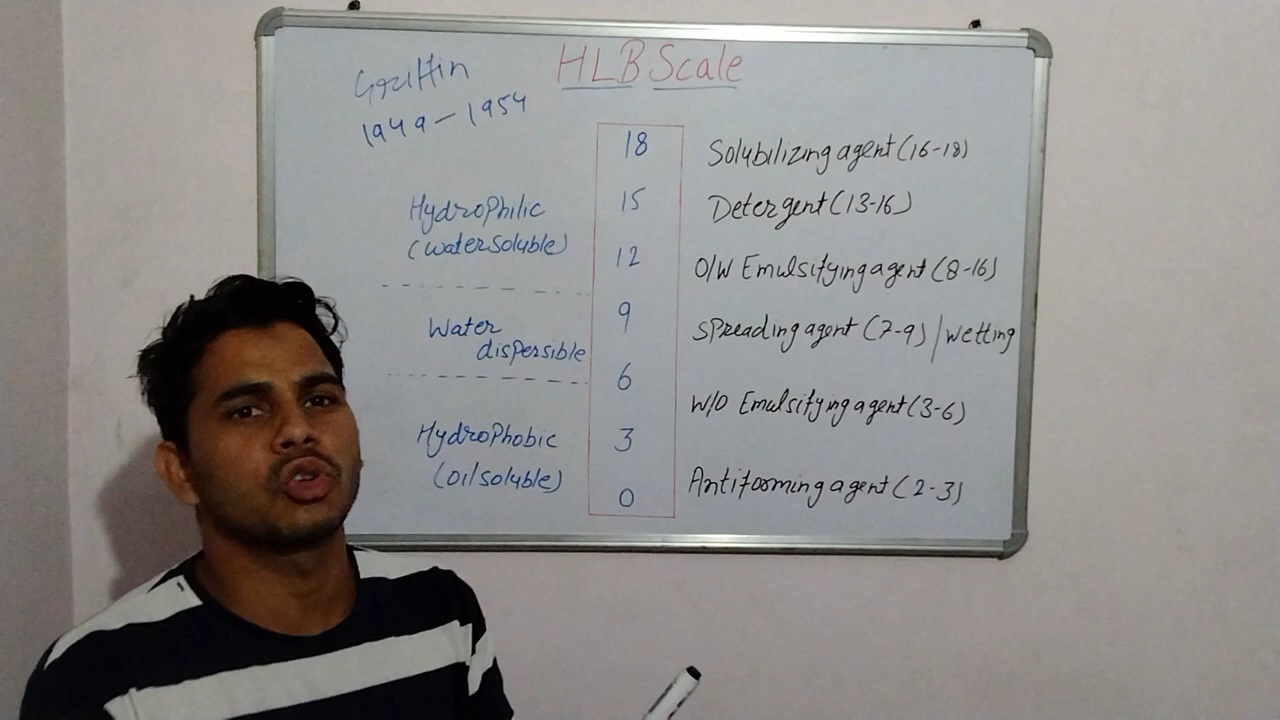 HLB Scale
Griffin
1949-1954
18
15
12
9
6
3
0
Hydrophilic
(water soluble)
Water
dispersible
Hydrophobic
(oil soluble)
Solubilizing agent (16-18)
Detergent (13-16)
O/W Emulsifying agent (8-16)
Spreading agent (7-9) / Wetting
W/O Emulsifying agent (3-6)
Antiforming agent (2-3)